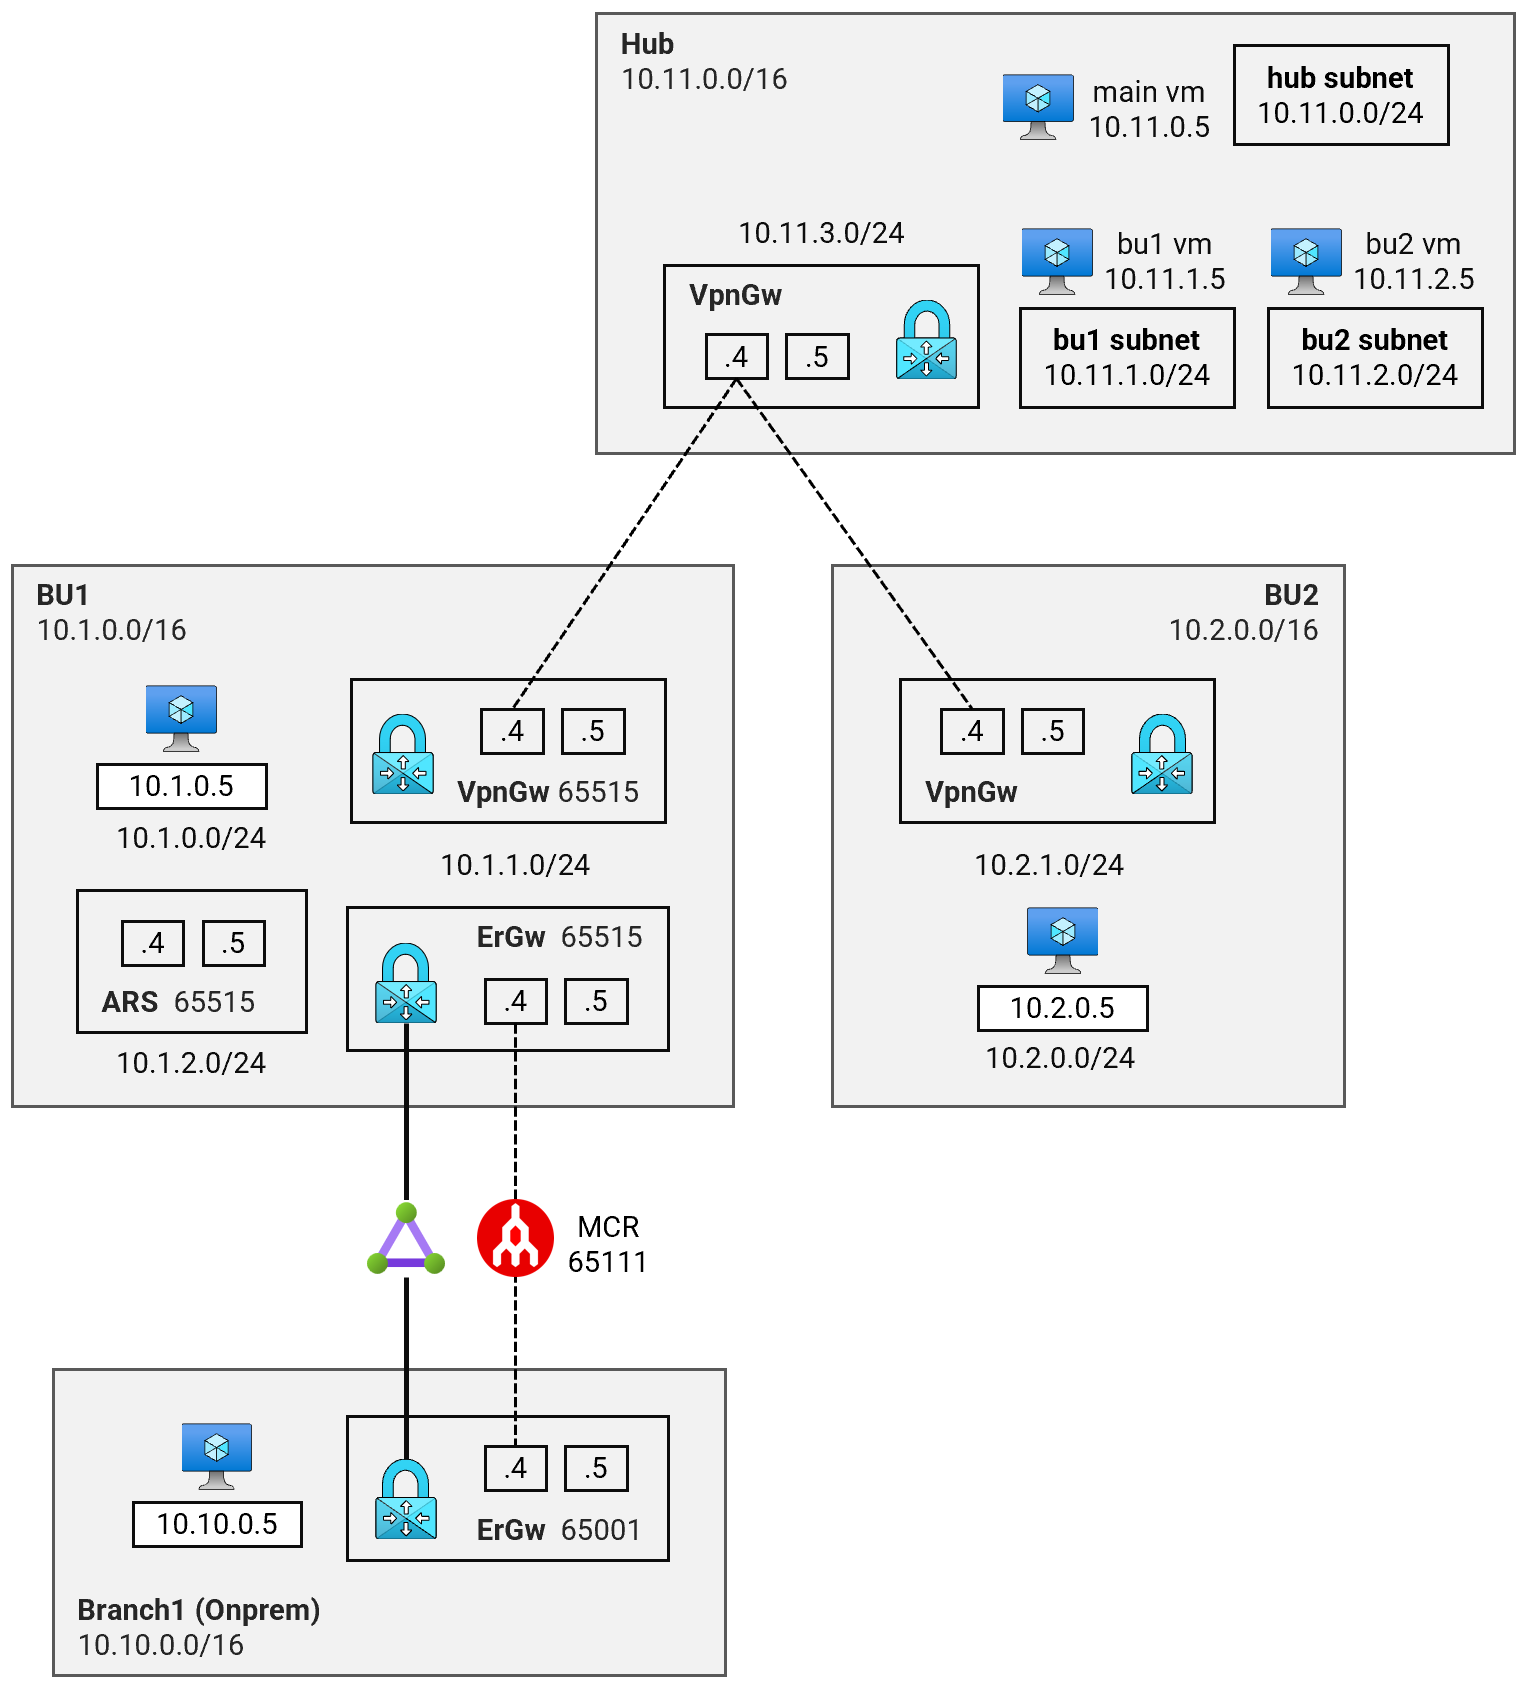 Hub
10.11.0.0/16
main vm
10.11.0.5
hub subnet
10.11.0.0/24
10.11.3.0/24
VpnGw
.4
.5
bu1 vm
10.11.1.5
bu1 subnet
10.11.1.0/24
bu2 vm
10.11.2.5
bu2 subnet
10.11.2.0/24
BU1
10.1.0.0/16
10.1.0.5
10.1.0.0/24
.4
.5
VpnGw 65515
10.1.1.0/24
.4
.5
ARS 65515
10.1.2.0/24
ErGw 65515
.4
.5
BU2
10.2.0.0/16
.4
.5
VpnGw
10.2.1.0/24
10.2.0.5
10.2.0.0/24
MCR
65111
10.10.0.5
.4
.5
ErGw 65001
Branch1 (Onprem)
10.10.0.0/16